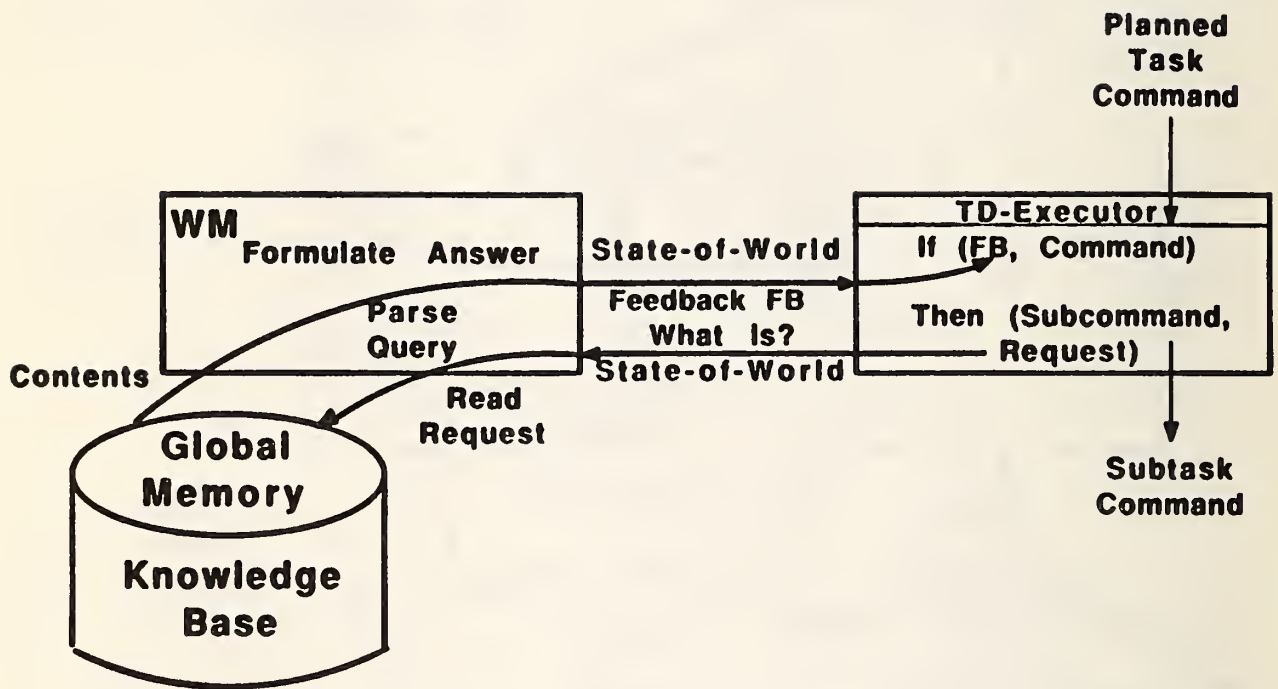 Planned
Task
Command
WM
Formulate Answer
Parse
Query
Contents
Read
Request
Global
Memory
Knowledge
Base
State-of-World
Feedback FB
What Is?
State-of-World
TD-Executor
If (FB, Command)
Then (Subcommand,
Request)
Subtask
Command